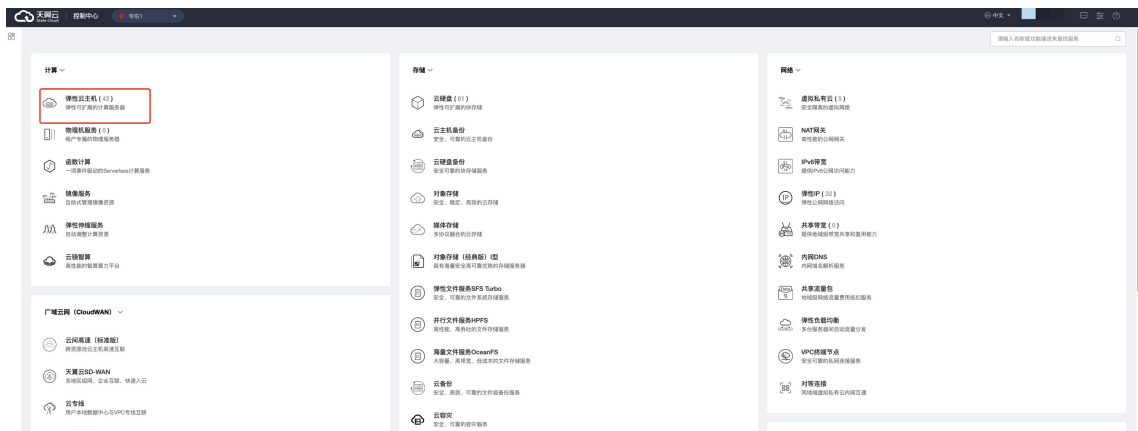 天翼云 控制中心 华东1 中文
State Cloud
请输入名称或功能描述来查找服务
计算
弹性云主机 ( 42 )
弹性可扩展的计算服务器
物理机服务 ( 0 )
租户专属的物理服务器
函数计算
一项事件驱动的Serverless计算服务
镜像服务
自助式管理镜像资源
弹性伸缩服务
自动调整计算资源
云骁智算
高性能的智算算力平台
广域云网（CloudWAN）
云间高速（标准版）
跨资源池云主机高速互联
天翼云SD-WAN
多地区组网、企业互联、快速入云
云专线
用户本地数据中心与VPC专线互联
存储
云硬盘 ( 61 )
弹性可扩展的块存储
云主机备份
安全、可靠的云主机备份
云硬盘备份
安全可靠的块存储服务
对象存储
安全、稳定、高效的云存储
媒体存储
多协议融合的云存储
对象存储（经典版）I型
具有海量安全高可靠优势的存储服务器
弹性文件服务SFS Turbo
安全、可靠的文件系统存储服务
并行文件服务HPFS
高性能、高吞吐的文件存储服务
海量文件服务OceanFS
大容量、高带宽、低成本的文件存储服务
云备份
安全、高效、可靠的文件级备份服务
云容灾
安全、可靠的容灾服务
网络
虚拟私有云 ( 5 )
安全隔离的虚拟网络
NAT网关
高性能的公网网关
IPv6带宽
提供IPv6公网访问能力
弹性IP ( 32 )
弹性公网网络访问
共享带宽 ( 0 )
提供地域级带宽共享和复用能力
内网DNS
内网域名解析服务
共享流量包
地域级网络流量费用抵扣服务
弹性负载均衡
多台服务器间自动流量分发
VPC终端节点
安全可靠的私网连接服务
对等连接
同地域虚拟私有云内网互通